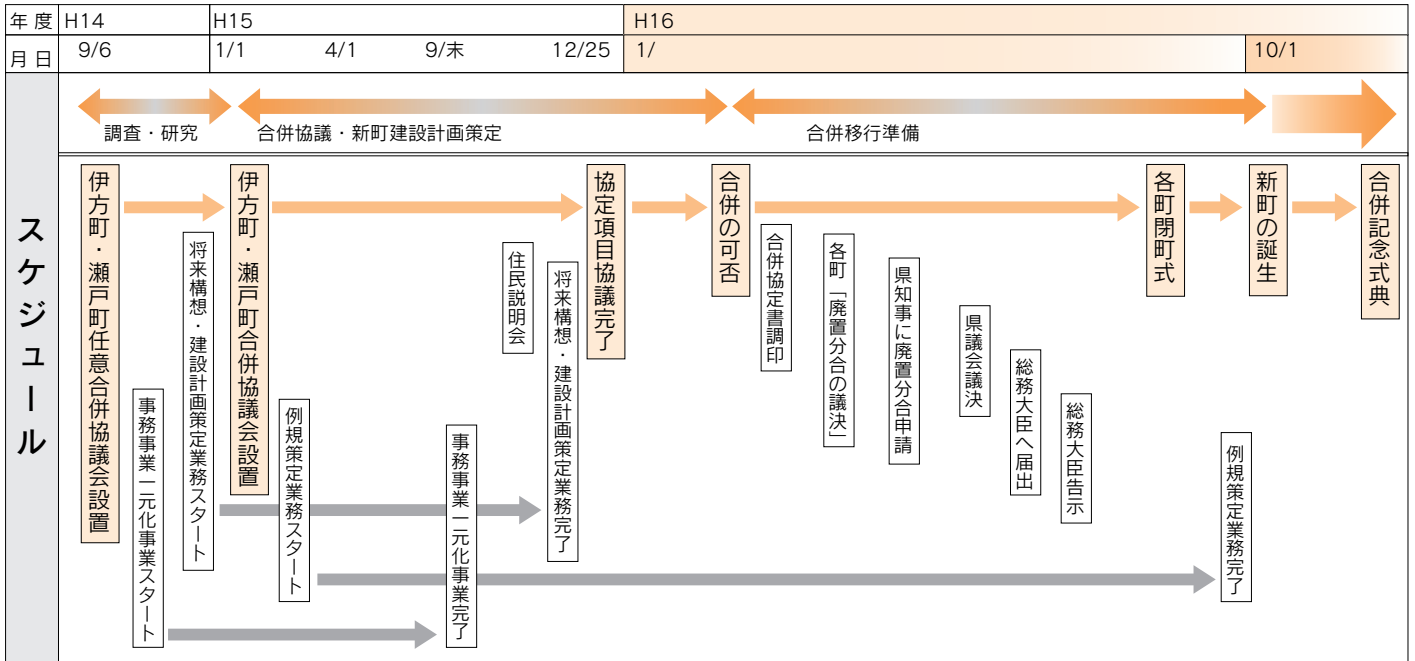 年度 H14 H15 H16
月日 9/6 1/1 4/1 9/末 12/25 1/ 10/1
調査・研究 合併協議・新町建設計画策定 合併移行準備
スケジュール
伊方町・瀬戸町任意合併協議会設置
事務事業一元化事業スタート
将来構想・建設計画策定業務スタート
伊方町・瀬戸町合併協議会設置
例規策定業務スタート
事務事業一元化事業完了
住民説明会
将来構想・建設計画策定業務完了
協定項目協議完了
合併の可否
合併協定書調印
各町「廃置分合の議決」
県知事に廃置分合申請
県議会議決
総務大臣へ届出
総務大臣告示
各町閉町式
例規策定業務完了
新町の誕生
合併記念式典